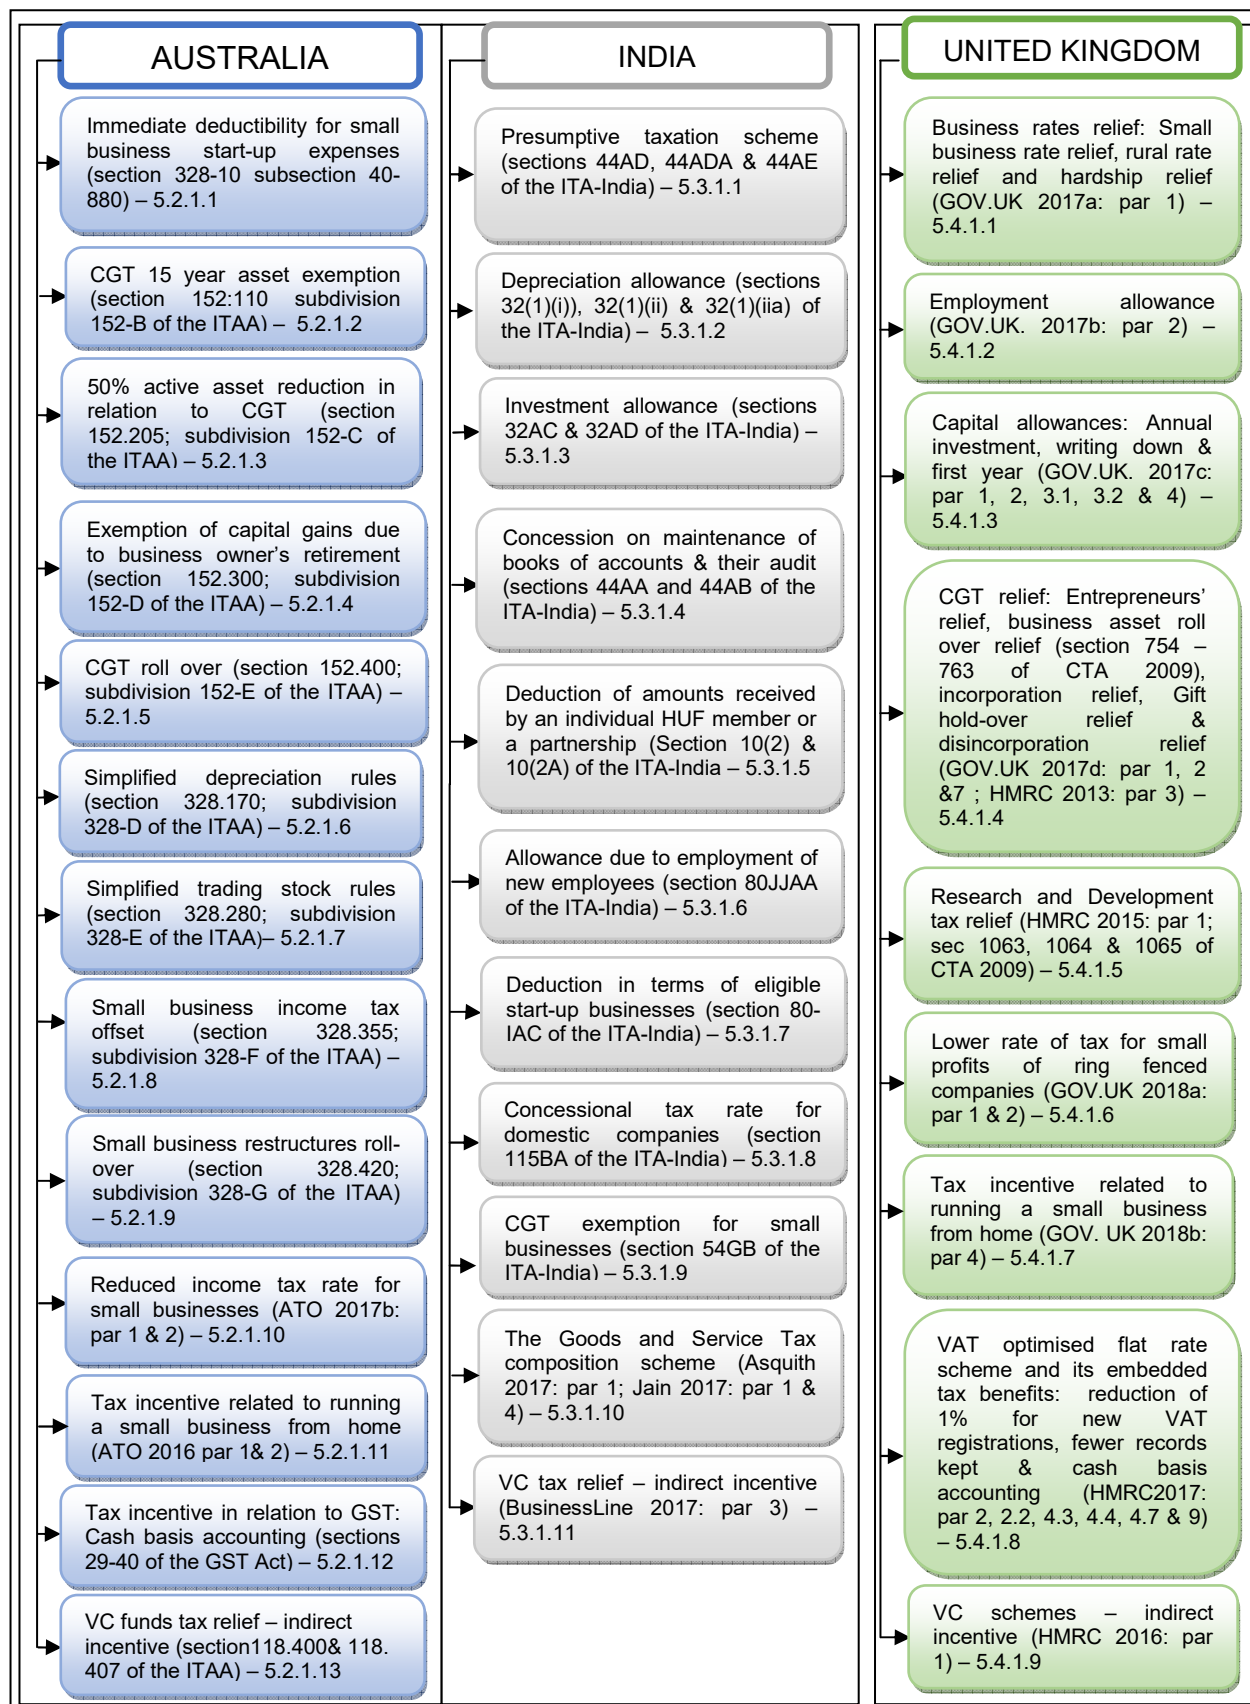 AUSTRALIA
Immediate deductibility for small
business start-up expenses
(section 328-10 subsection 40-
880) – 5.2.1.1
CGT 15 year asset exemption
(section 152:110 subdivision
152-B of the ITAA) – 5.2.1.2
50% active asset reduction in
relation to CGT (section
152.205; subdivision 152-C of
the ITAA) – 5.2.1.3
Exemption of capital gains due
to business owner’s retirement
(section 152.300; subdivision
152-D of the ITAA) – 5.2.1.4
CGT roll over (section 152.400;
subdivision 152-E of the ITAA) –
5.2.1.5
Simplified depreciation rules
(section 328.170; subdivision
328-D of the ITAA) – 5.2.1.6
Simplified trading stock rules
(section 328.280; subdivision
328-E of the ITAA)– 5.2.1.7
Small business income tax
offset (section 328.355;
subdivision 328-F of the ITAA) –
5.2.1.8
Small business restructures roll-
over (section 328.420;
subdivision 328-G of the ITAA)
– 5.2.1.9
Reduced income tax rate for
small businesses (ATO 2017b:
par 1 & 2) – 5.2.1.10
Tax incentive related to running
a small business from home
(ATO 2016 par 1& 2) – 5.2.1.11
Tax incentive in relation to GST:
Cash basis accounting (sections
29-40 of the GST Act) – 5.2.1.12
VC funds tax relief – indirect
incentive (section118.400& 118.
407 of the ITAA) – 5.2.1.13
INDIA
Presumptive taxation scheme
(sections 44AD, 44ADA & 44AE
of the ITA-India) – 5.3.1.1
Depreciation allowance (sections
32(1)(i)), 32(1)(ii) & 32(1)(iia) of
the ITA-India) – 5.3.1.2
Investment allowance (sections
32AC & 32AD of the ITA-India) –
5.3.1.3
Concession on maintenance of
books of accounts & their audit
(sections 44AA and 44AB of the
ITA-India) – 5.3.1.4
Deduction of amounts received
by an individual HUF member or
a partnership (Section 10(2) &
10(2A) of the ITA-India – 5.3.1.5
Allowance due to employment of
new employees (section 80JJAA
of the ITA-India) – 5.3.1.6
Deduction in terms of eligible
start-up businesses (section 80-
IAC of the ITA-India) – 5.3.1.7
Concessional tax rate for
domestic companies (section
115BA of the ITA-India) – 5.3.1.8
CGT exemption for small
businesses (section 54GB of the
ITA-India) – 5.3.1.9
The Goods and Service Tax
composition scheme (Asquith
2017: par 1; Jain 2017: par 1 &
4) – 5.3.1.10
VC tax relief – indirect incentive
(BusinessLine 2017: par 3) –
5.3.1.11
UNITED KINGDOM
Business rates relief: Small
business rate relief, rural rate
relief and hardship relief
(GOV.UK 2017a: par 1) –
5.4.1.1
Employment allowance
(GOV.UK. 2017b: par 2) –
5.4.1.2
Capital allowances: Annual
investment, writing down &
first year (GOV.UK. 2017c:
par 1, 2, 3.1, 3.2 & 4) –
5.4.1.3
CGT relief: Entrepreneurs’
relief, business asset roll
over relief (section 754 –
763 of CTA 2009),
incorporation relief, Gift
hold-over relief &
disincorporation relief
(GOV.UK 2017d: par 1, 2
&7 ; HMRC 2013: par 3) –
5.4.1.4
Research and Development
tax relief (HMRC 2015: par 1;
sec 1063, 1064 & 1065 of
CTA 2009) – 5.4.1.5
Lower rate of tax for small
profits of ring fenced
companies (GOV.UK 2018a:
par 1 & 2) – 5.4.1.6
Tax incentive related to
running a small business
from home (GOV. UK 2018b:
par 4) – 5.4.1.7
VAT optimised flat rate
scheme and its embedded
tax benefits: reduction of
1% for new VAT
registrations, fewer records
kept & cash basis
accounting (HMRC2017:
par 2, 2.2, 4.3, 4.4, 4.7 & 9)
– 5.4.1.8
VC schemes – indirect
incentive (HMRC 2016: par
1) – 5.4.1.9